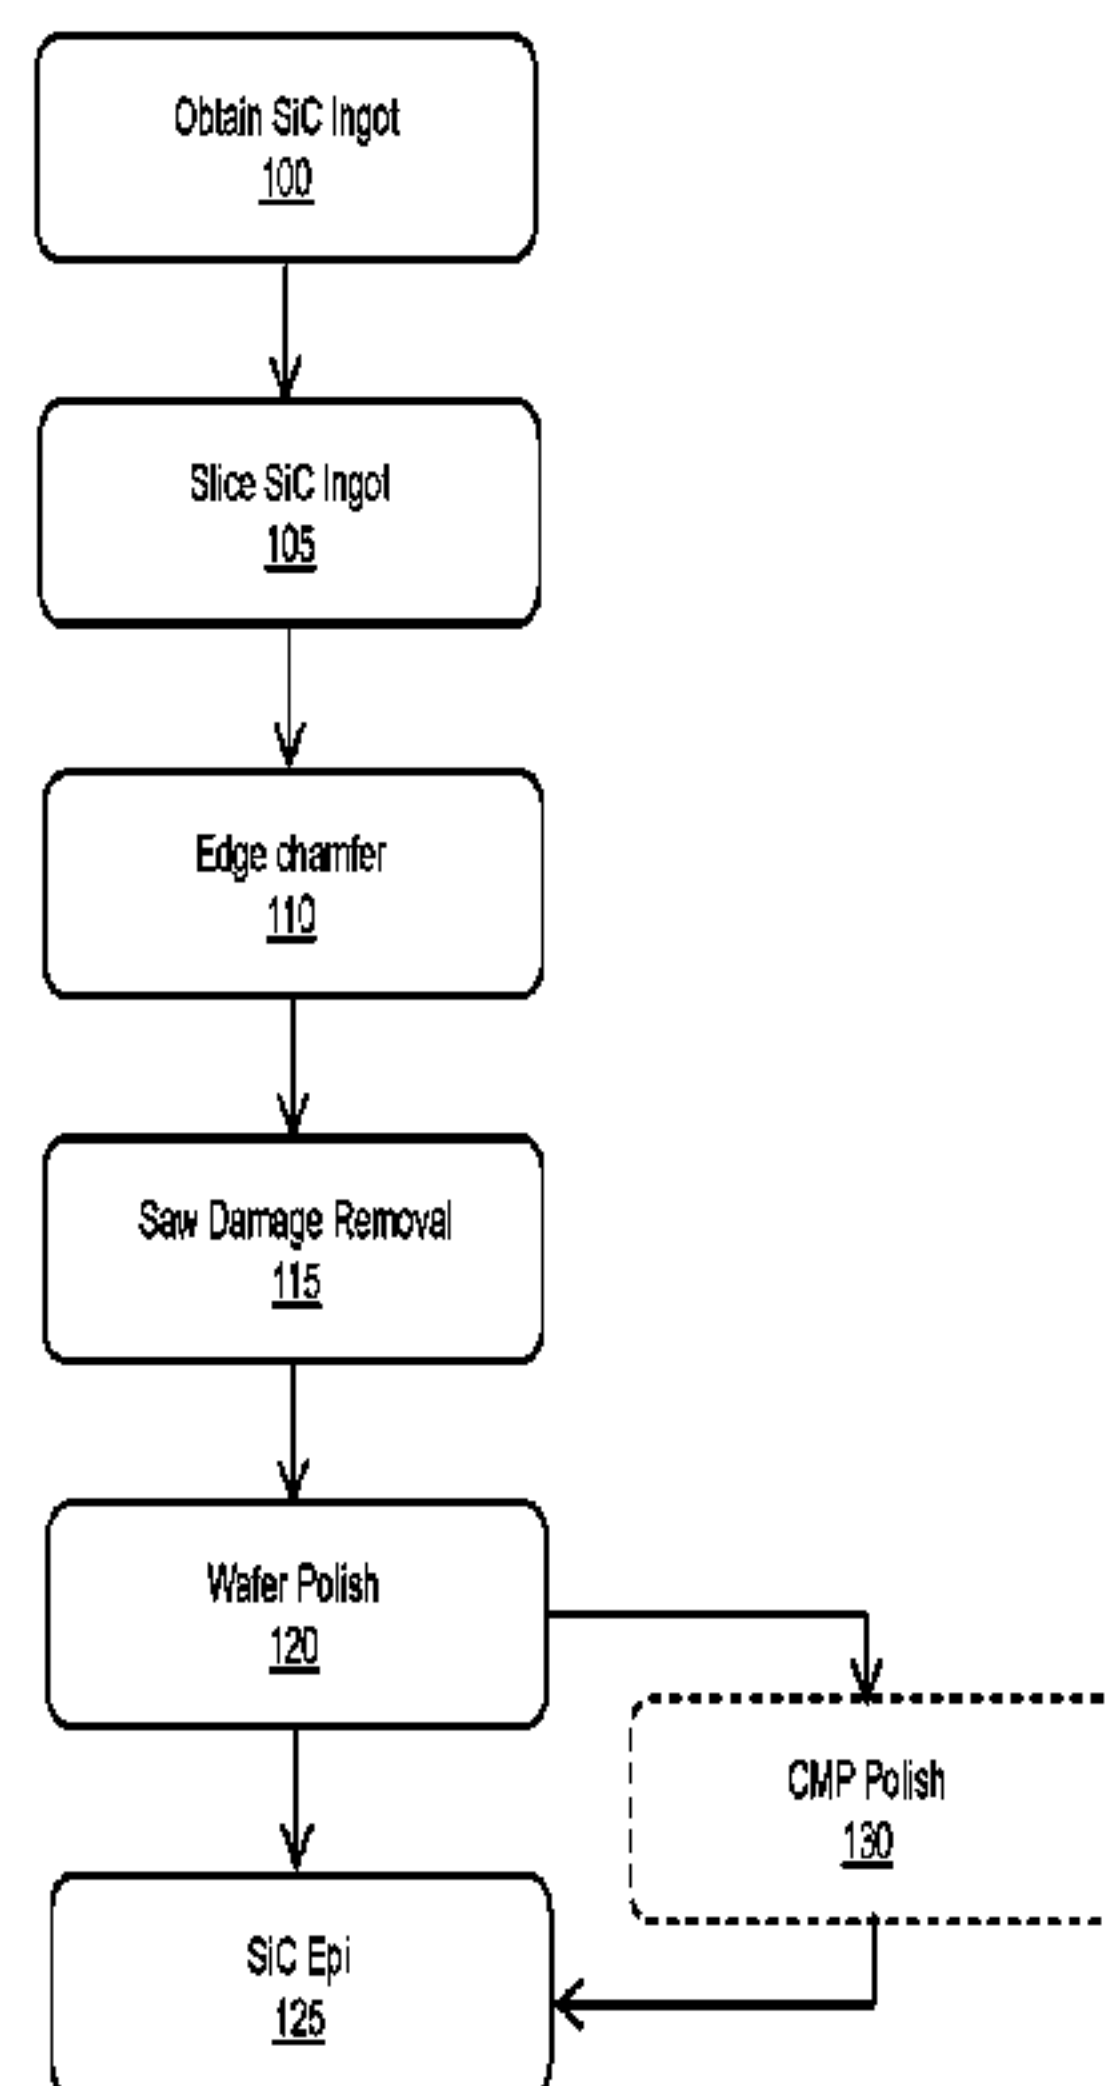 Obtain SiC Ingot
100
Slice SiC Ingot
105
Edge chamfer
110
Saw Damage Removal
115
Wafer Polish
120
CMP Polish
130
SiC Epi
125